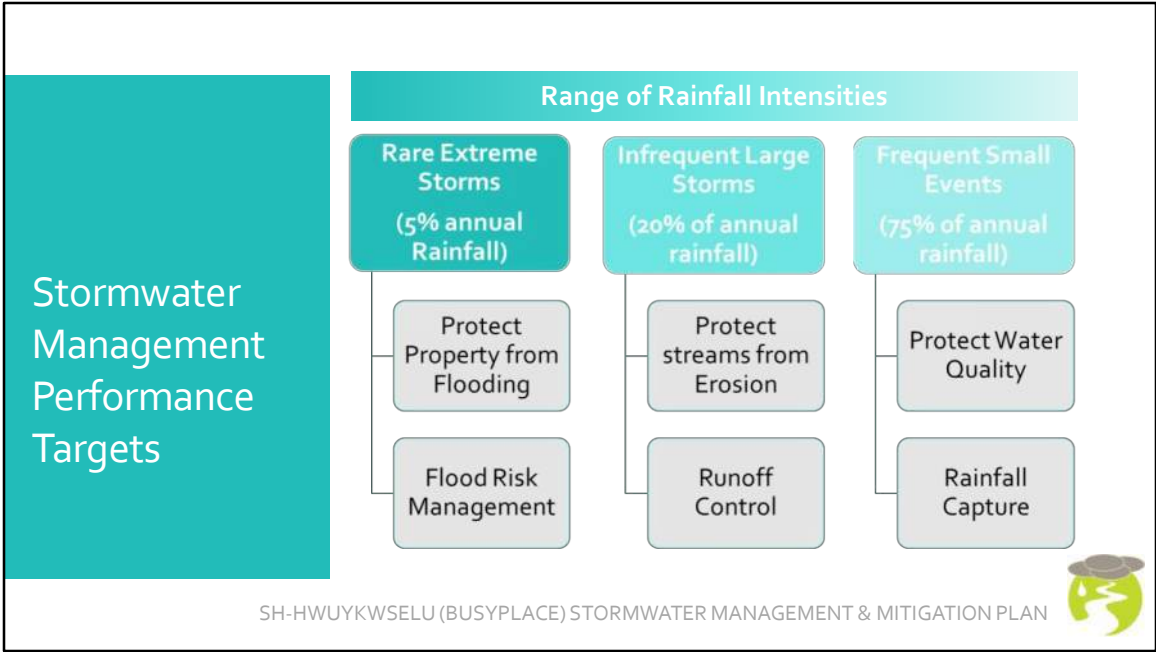 Stormwater
Management
Performance
Targets
Range of Rainfall Intensities
Rare Extreme
Storms
(5% annual
Rainfall)
Protect
Property from
Flooding
Flood Risk
Management
Infrequent Large
Storms
(20% of annual
rainfall)
Protect
streams from
Erosion
Runoff
Control
Frequent Small
Events
(75% of annual
rainfall)
Protect Water
Quality
Rainfall
Capture
SH-HWUYKWSELU (BUSYPLACE) STORMWATER MANAGEMENT & MITIGATION PLAN